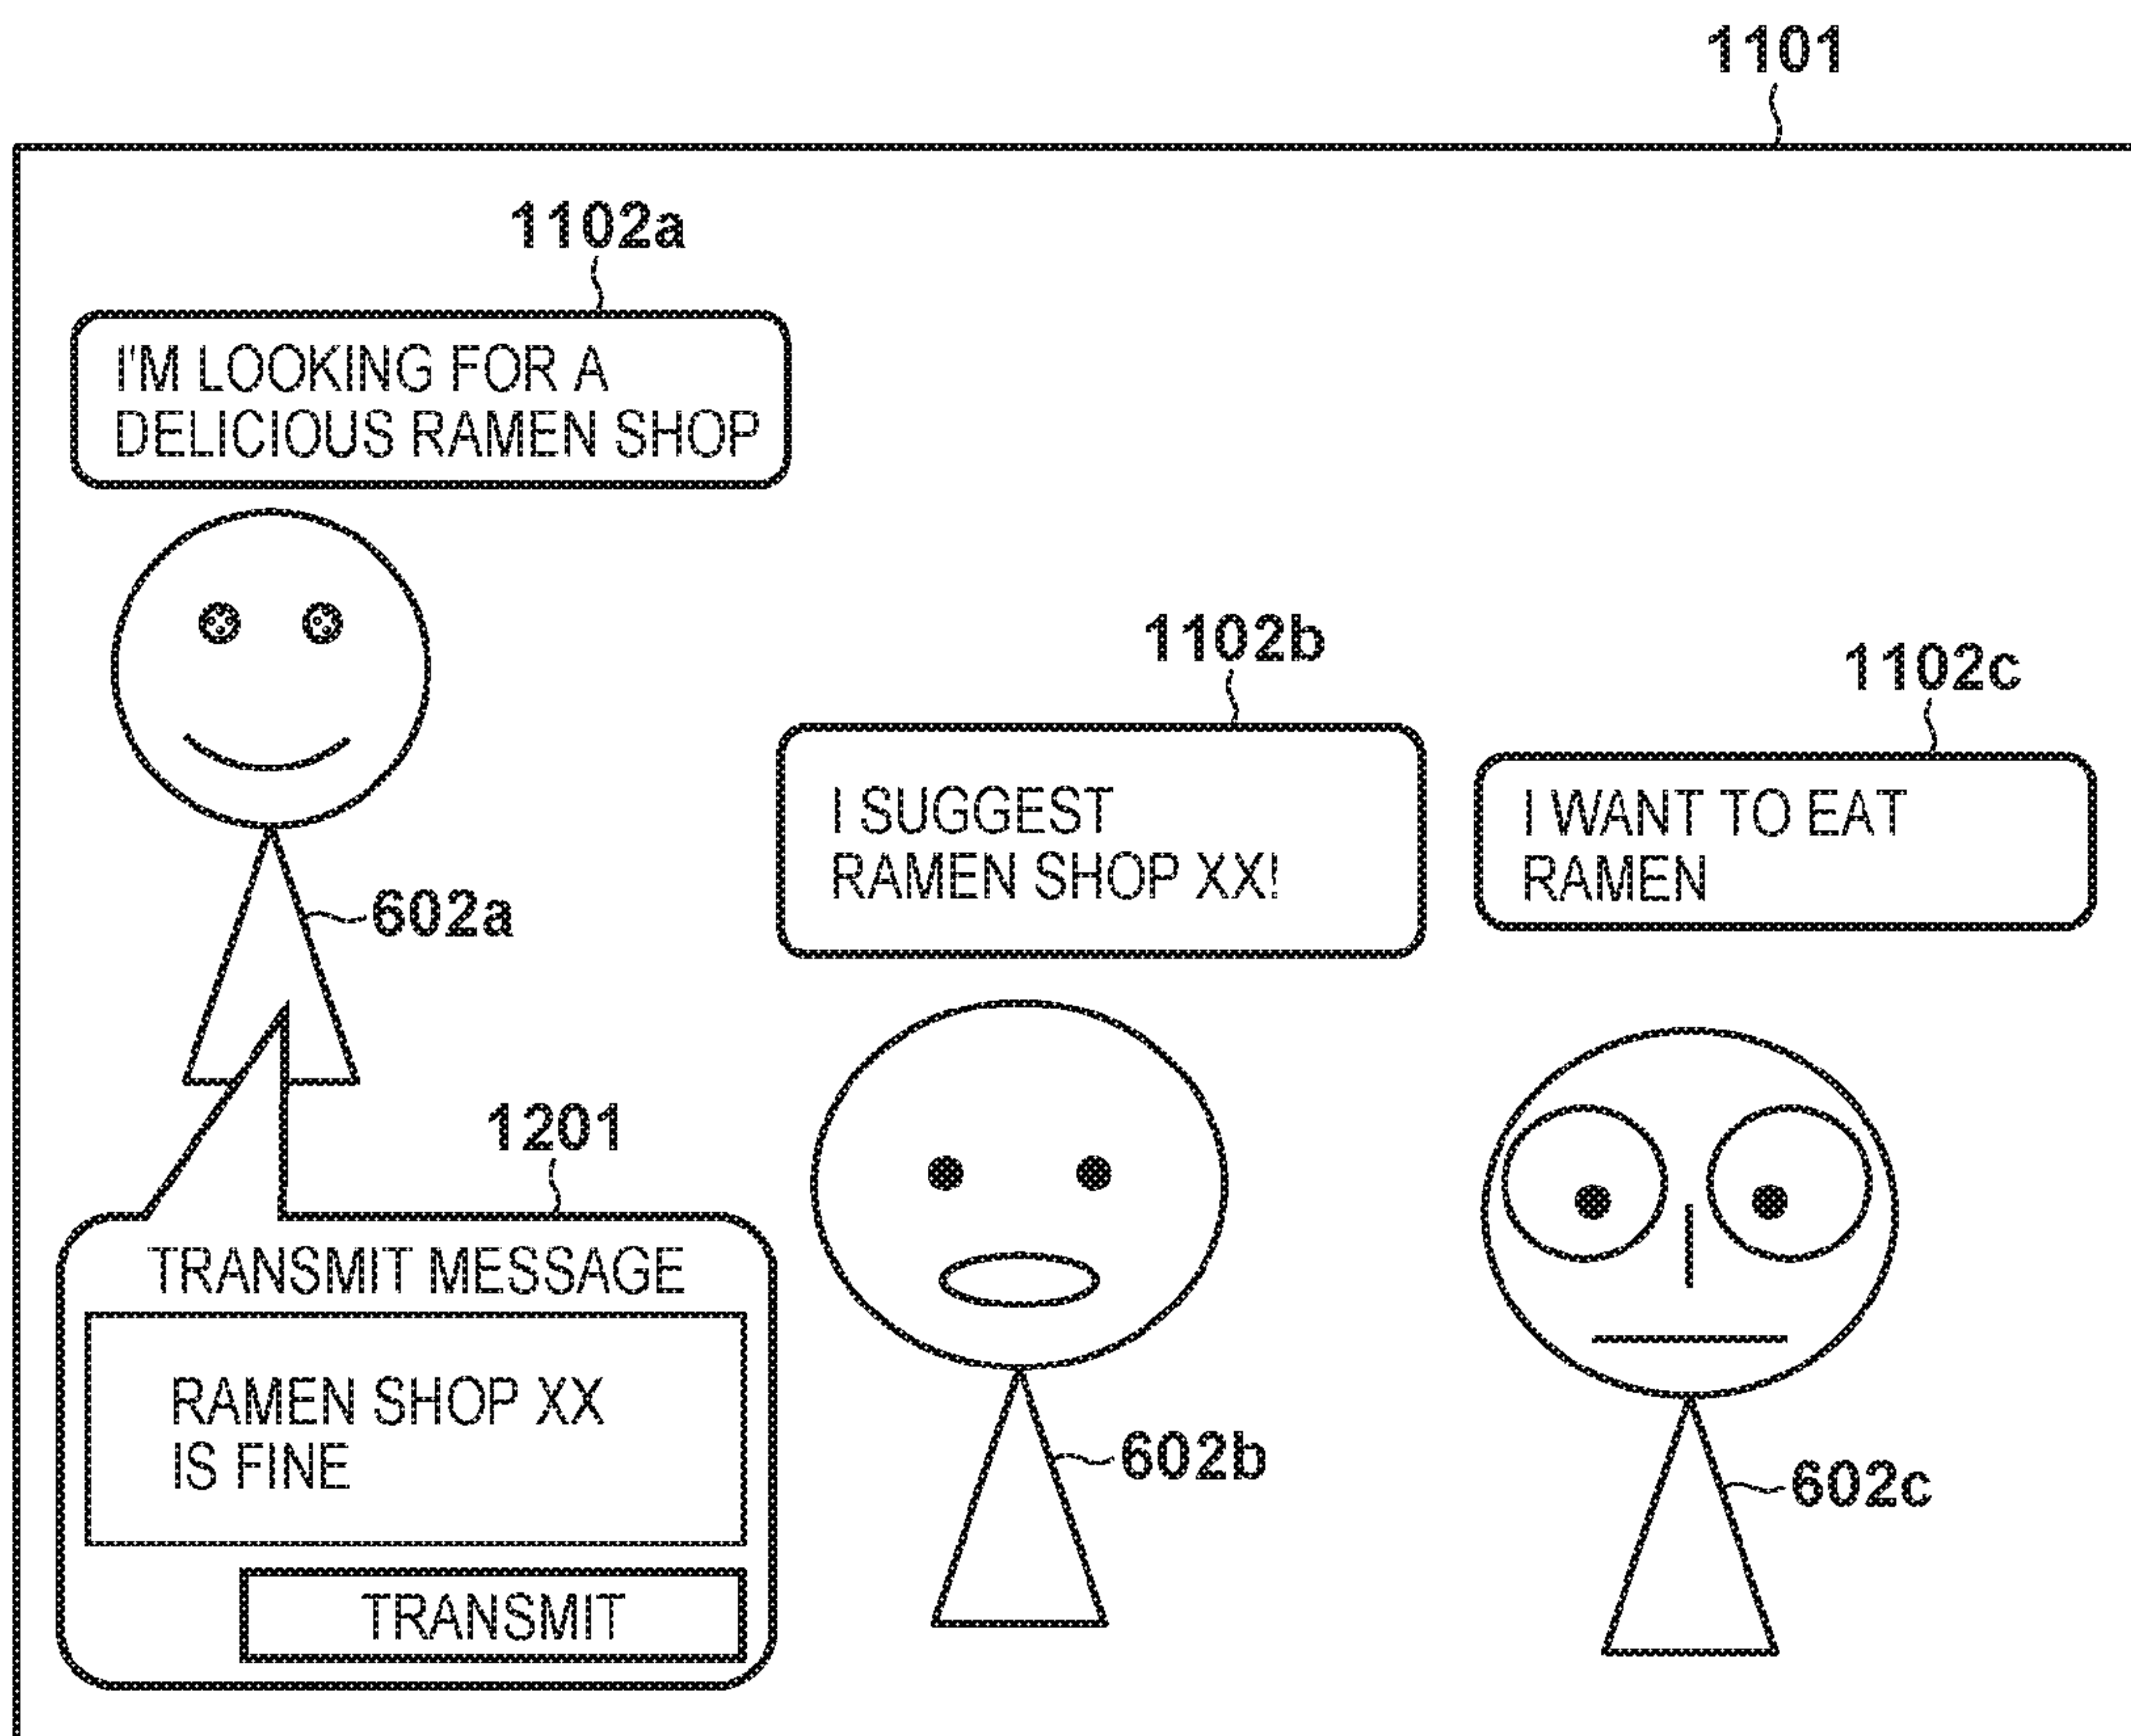 1101
1102a
I'M LOOKING FOR A
DELICIOUS RAMEN SHOP
1102b
I SUGGEST
RAMEN SHOP XX!
1102c
I WANT TO EAT
RAMEN
602a
1201
TRANSMIT MESSAGE
RAMEN SHOP XX
IS FINE
TRANSMIT
602b
602c